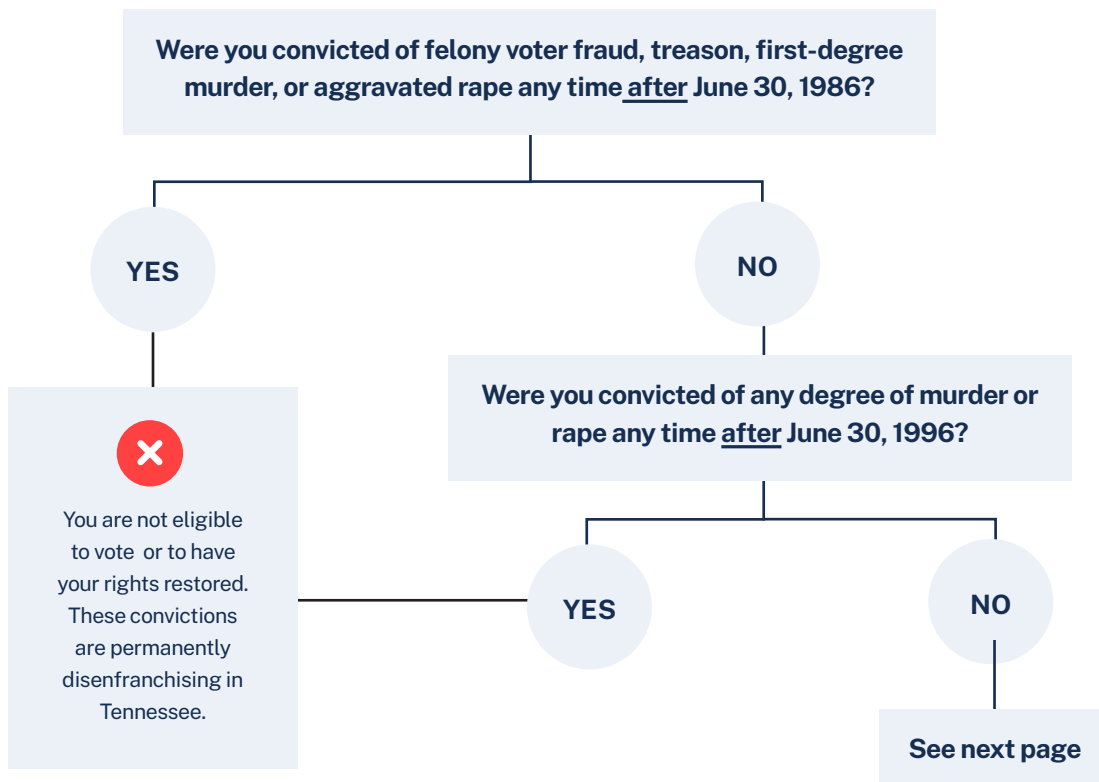 Were you convicted of felony voter fraud, treason, first-degree
murder, or aggravated rape any time after June 30, 1986?
YES
NO
Were you convicted of any degree of murder or
rape any time after June 30, 1996?
You are not eligible
to vote or to have
your rights restored.
These convictions
are permanently
disenfranchising in
Tennessee.
YES
NO
See next page